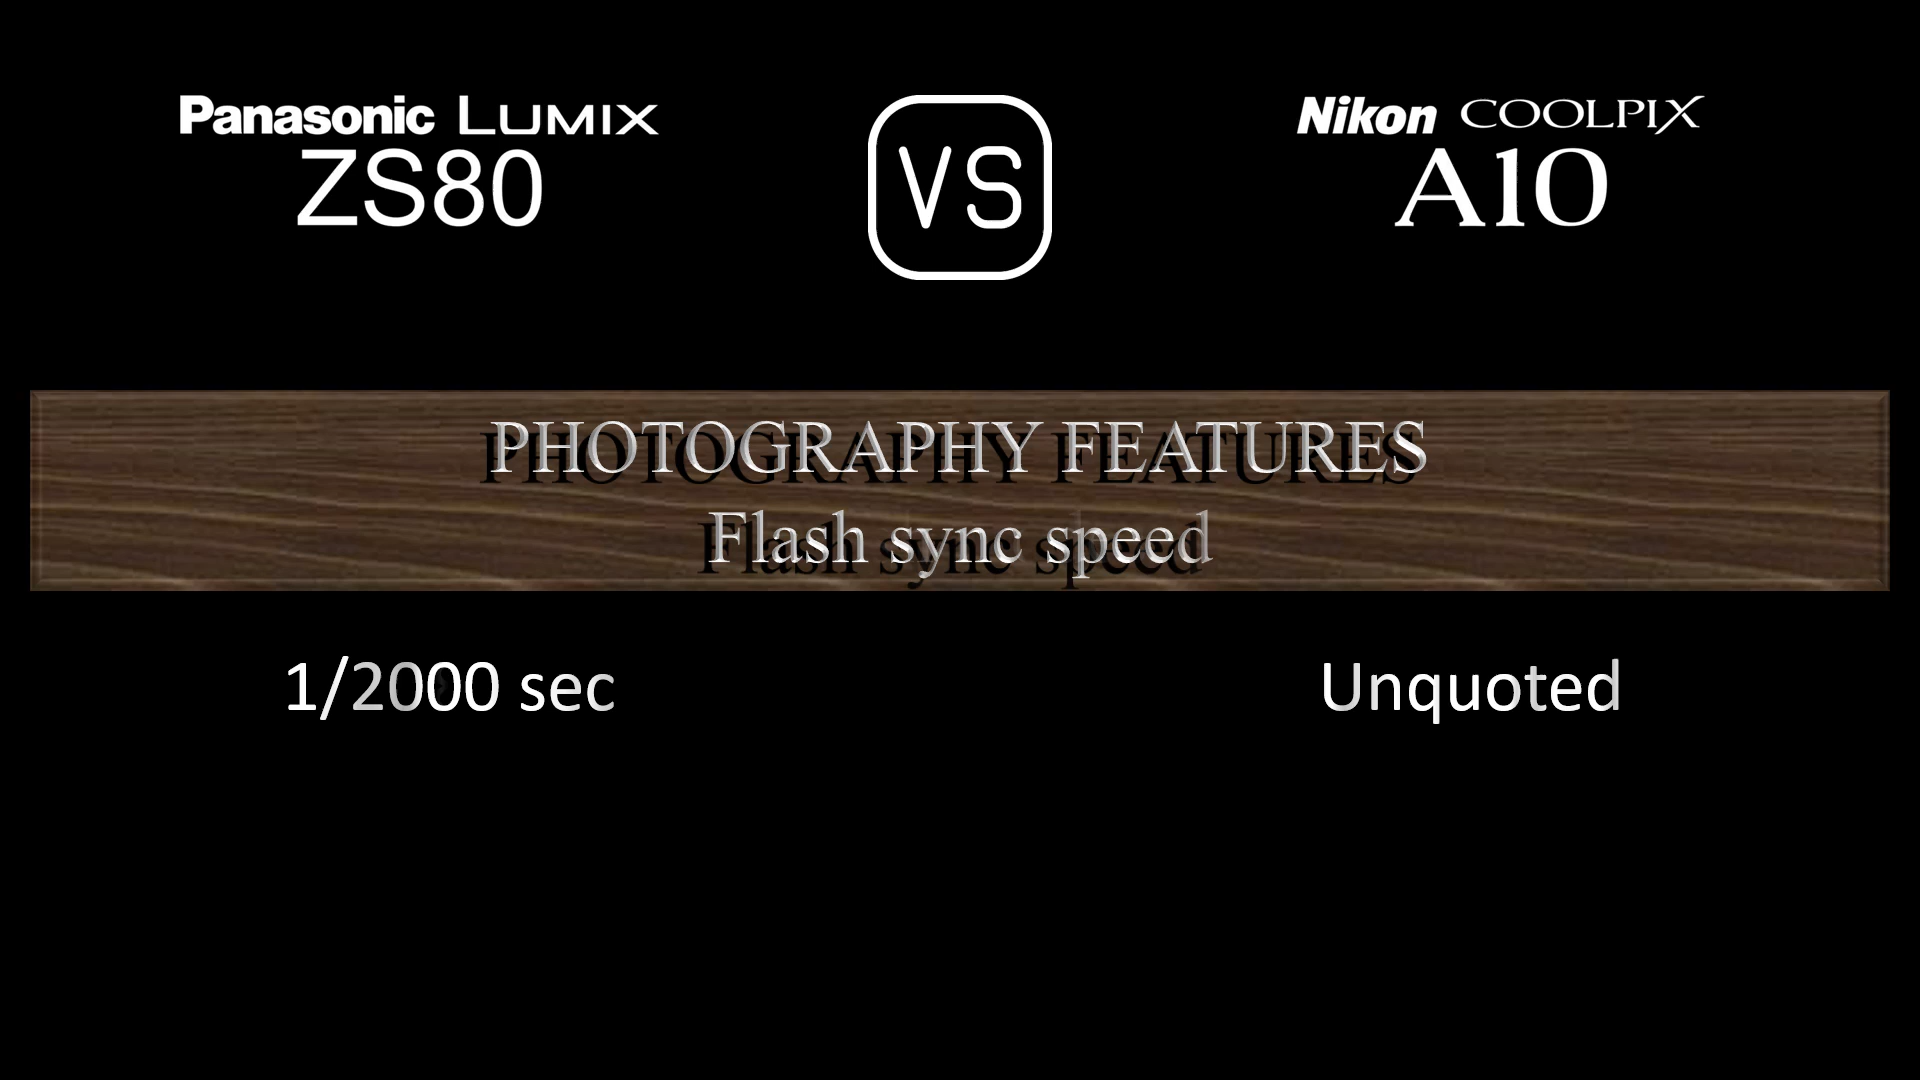 Panasonic LUMIX
ZS80
VS
Nikon COOLPIX
A10
PHOTOGRAPHY FEATURES
Flash sync speed
1/2000 sec
Unquoted